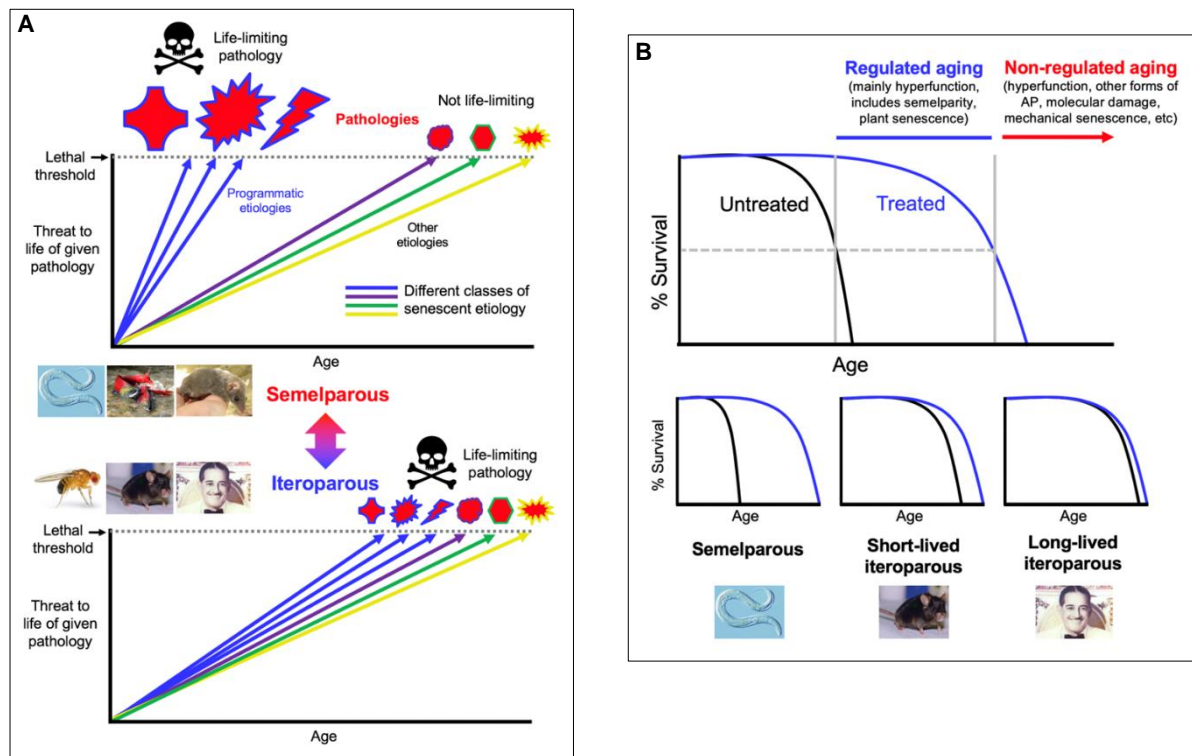 A
Life-limiting
pathology
Not life-limiting
Pathologies
Lethal
threshold
Programmatic
etiologies
Threat to
life of given
pathology
Other
etiologies
Different classes of
senescent etiology
Age
Semelparous
Iteroparous
Life-limiting
pathology
Lethal
threshold
Threat to
life of given
pathology
Age
B
Regulated aging
(mainly hyperfunction,
includes semelparity,
plant senescence)
Non-regulated aging
(hyperfunction, other forms of
AP, molecular damage,
mechanical senescence, etc)
Untreated
Treated
% Survival
Age
% Survival
Age
Age
Age
Semelparous
Short-lived
iteroparous
Long-lived
iteroparous